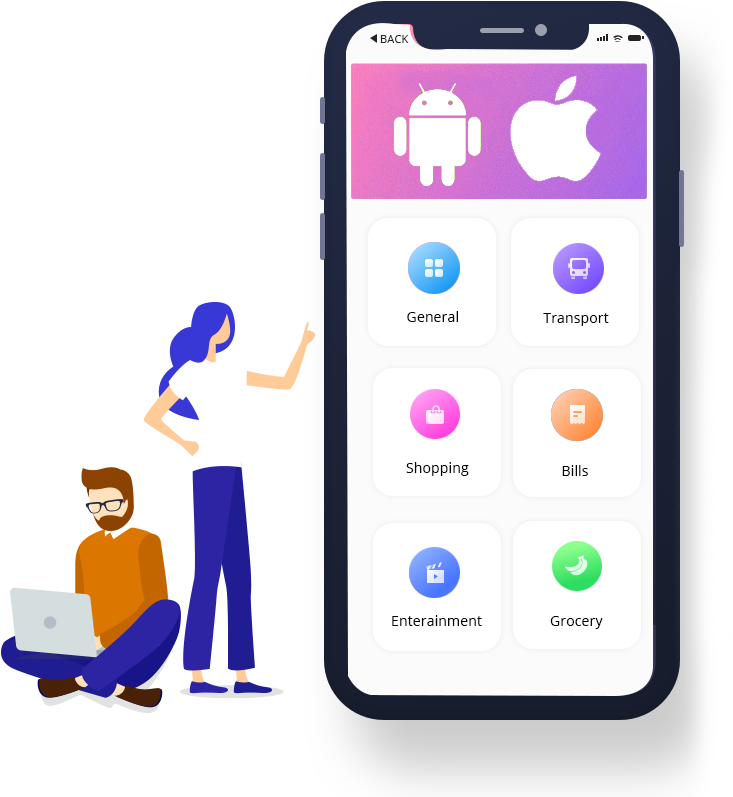 BACK
General
Transport
Shopping
Bills
Enterainment
Grocery